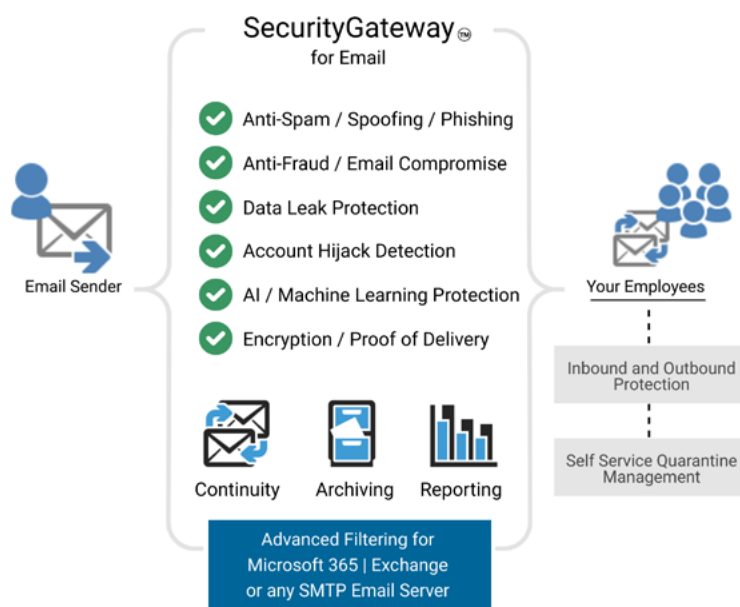 SecurityGateway™
for Email
Anti-Spam / Spoofing / Phishing
Anti-Fraud / Email Compromise
Data Leak Protection
Account Hijack Detection
AI / Machine Learning Protection
Encryption / Proof of Delivery
Email Sender
Your Employees
Inbound and Outbound
Protection
Self Service Quarantine
Management
Continuity
Archiving
Reporting
Advanced Filtering for
Microsoft 365 | Exchange
or any SMTP Email Server